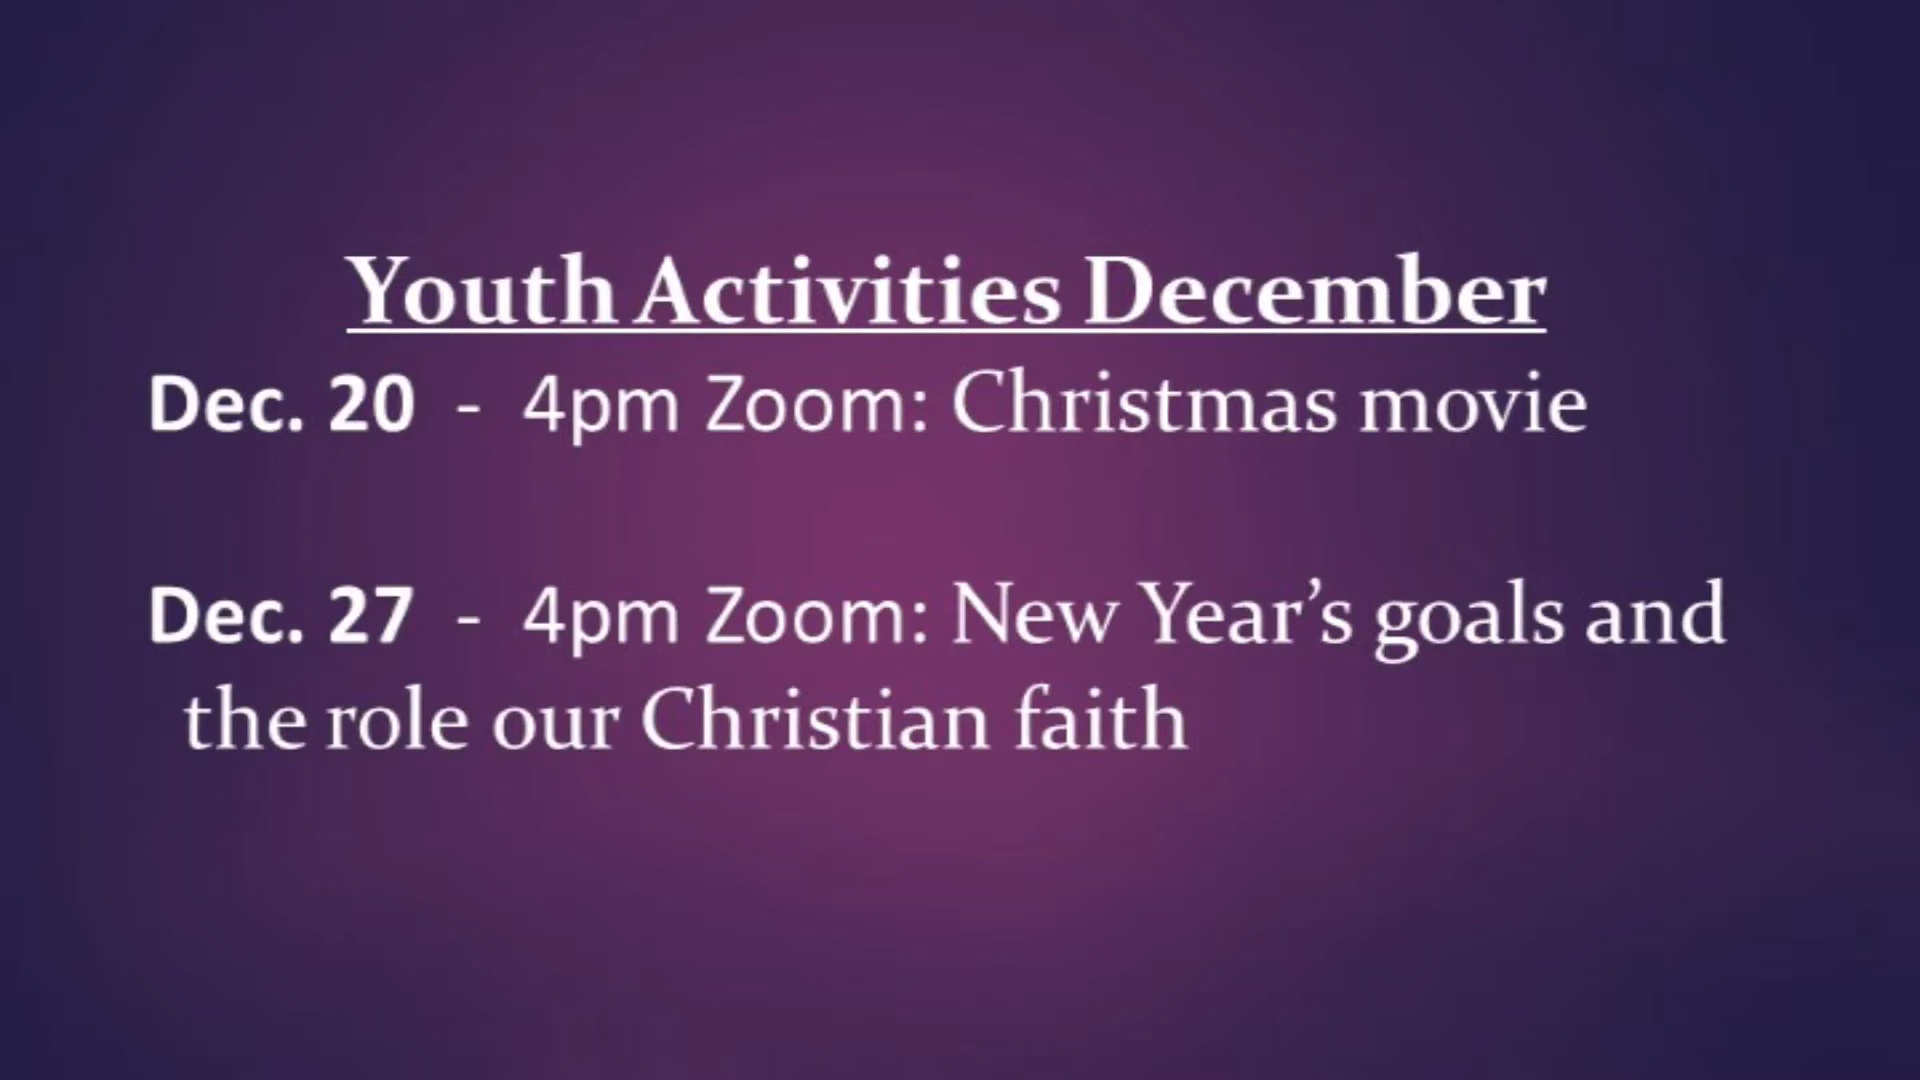 Youth Activities December
Dec. 20 - 4pm Zoom: Christmas movie
Dec. 27 - 4pm Zoom: New Year’s goals and
the role our Christian faith